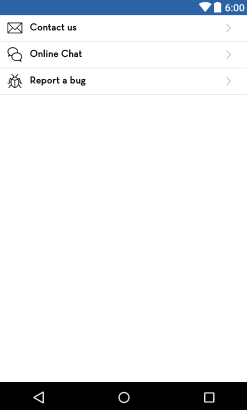 6:00
Contact us
Online Chat
Report a bug